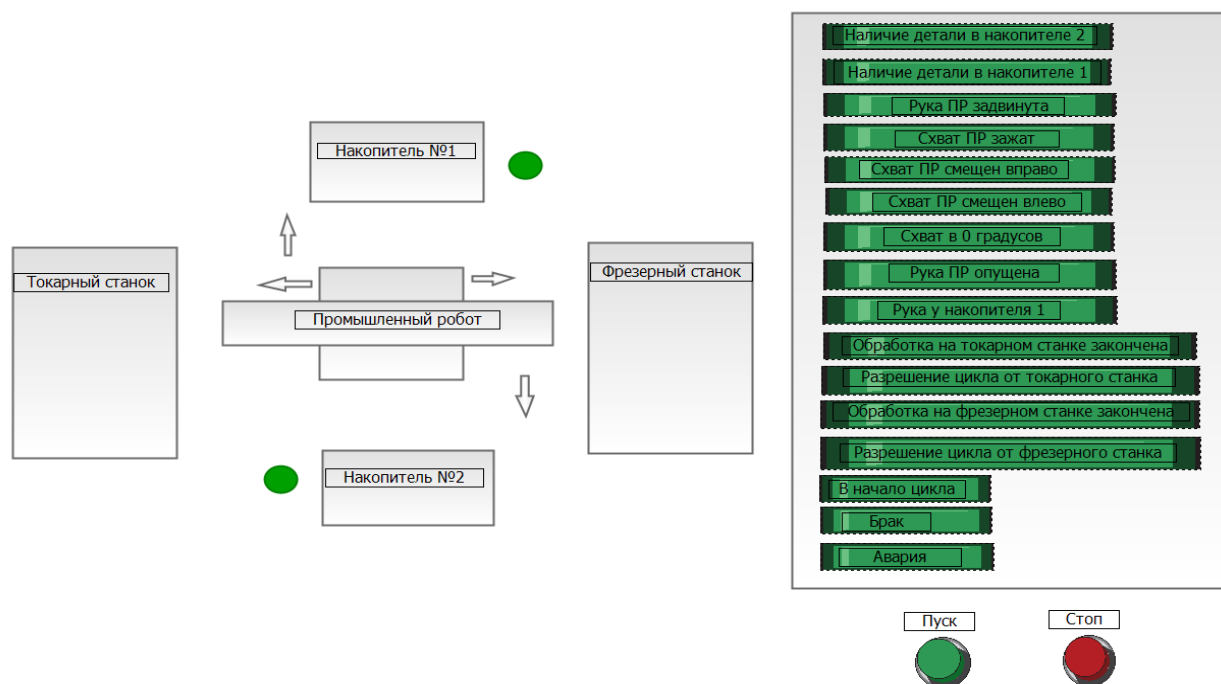 Накопитель №1
Токарный станок
Фрезерный станок
Промышленный робот
Накопитель №2
Наличие детали в накопителе 2
Наличие детали в накопителе 1
Рука ПР задвинута
Схват ПР зажат
Схват ПР смещен вправо
Схват ПР смещен влево
Схват в 0 градусов
Рука ПР опущена
Рука у накопителя 1
Обработка на токарном станке закончена
Разрешение цикла от токарного станка
Обработка на фрезерном станке закончена
Разрешение цикла от фрезерного станка
В начало цикла
Брак
Авария
Пуск
Стоп